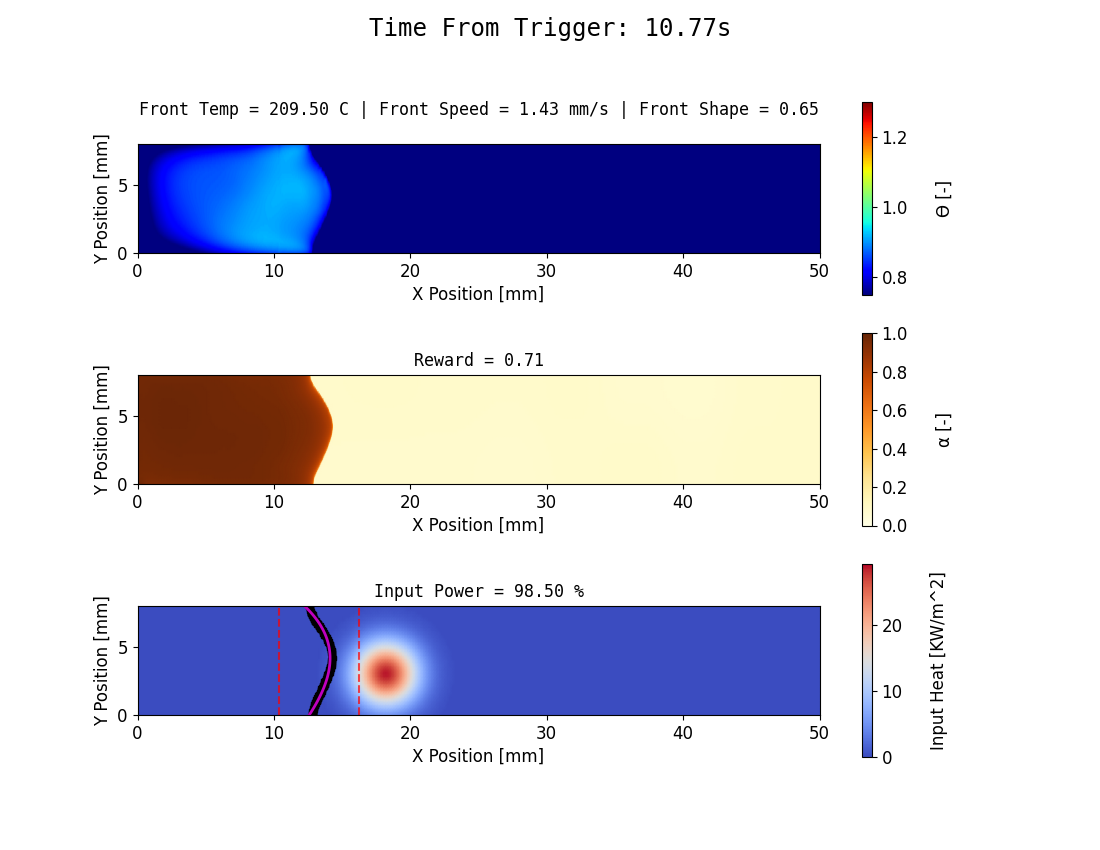 Time From Trigger: 10.77s
Front Temp = 209.50 C | Front Speed = 1.43 mm/s | Front Shape = 0.65
Y Position [mm]
5
0
0 10 20 30 40 50
X Position [mm]
1.2
1.0
0.8
Θ [-]
Reward = 0.71
Y Position [mm]
5
0
0 10 20 30 40 50
X Position [mm]
1.0
0.8
0.6
0.4
0.2
0.0
α [-]
Input Power = 98.50 %
Y Position [mm]
5
0
0 10 20 30 40 50
X Position [mm]
20
10
0
Input Heat [KW/m^2]